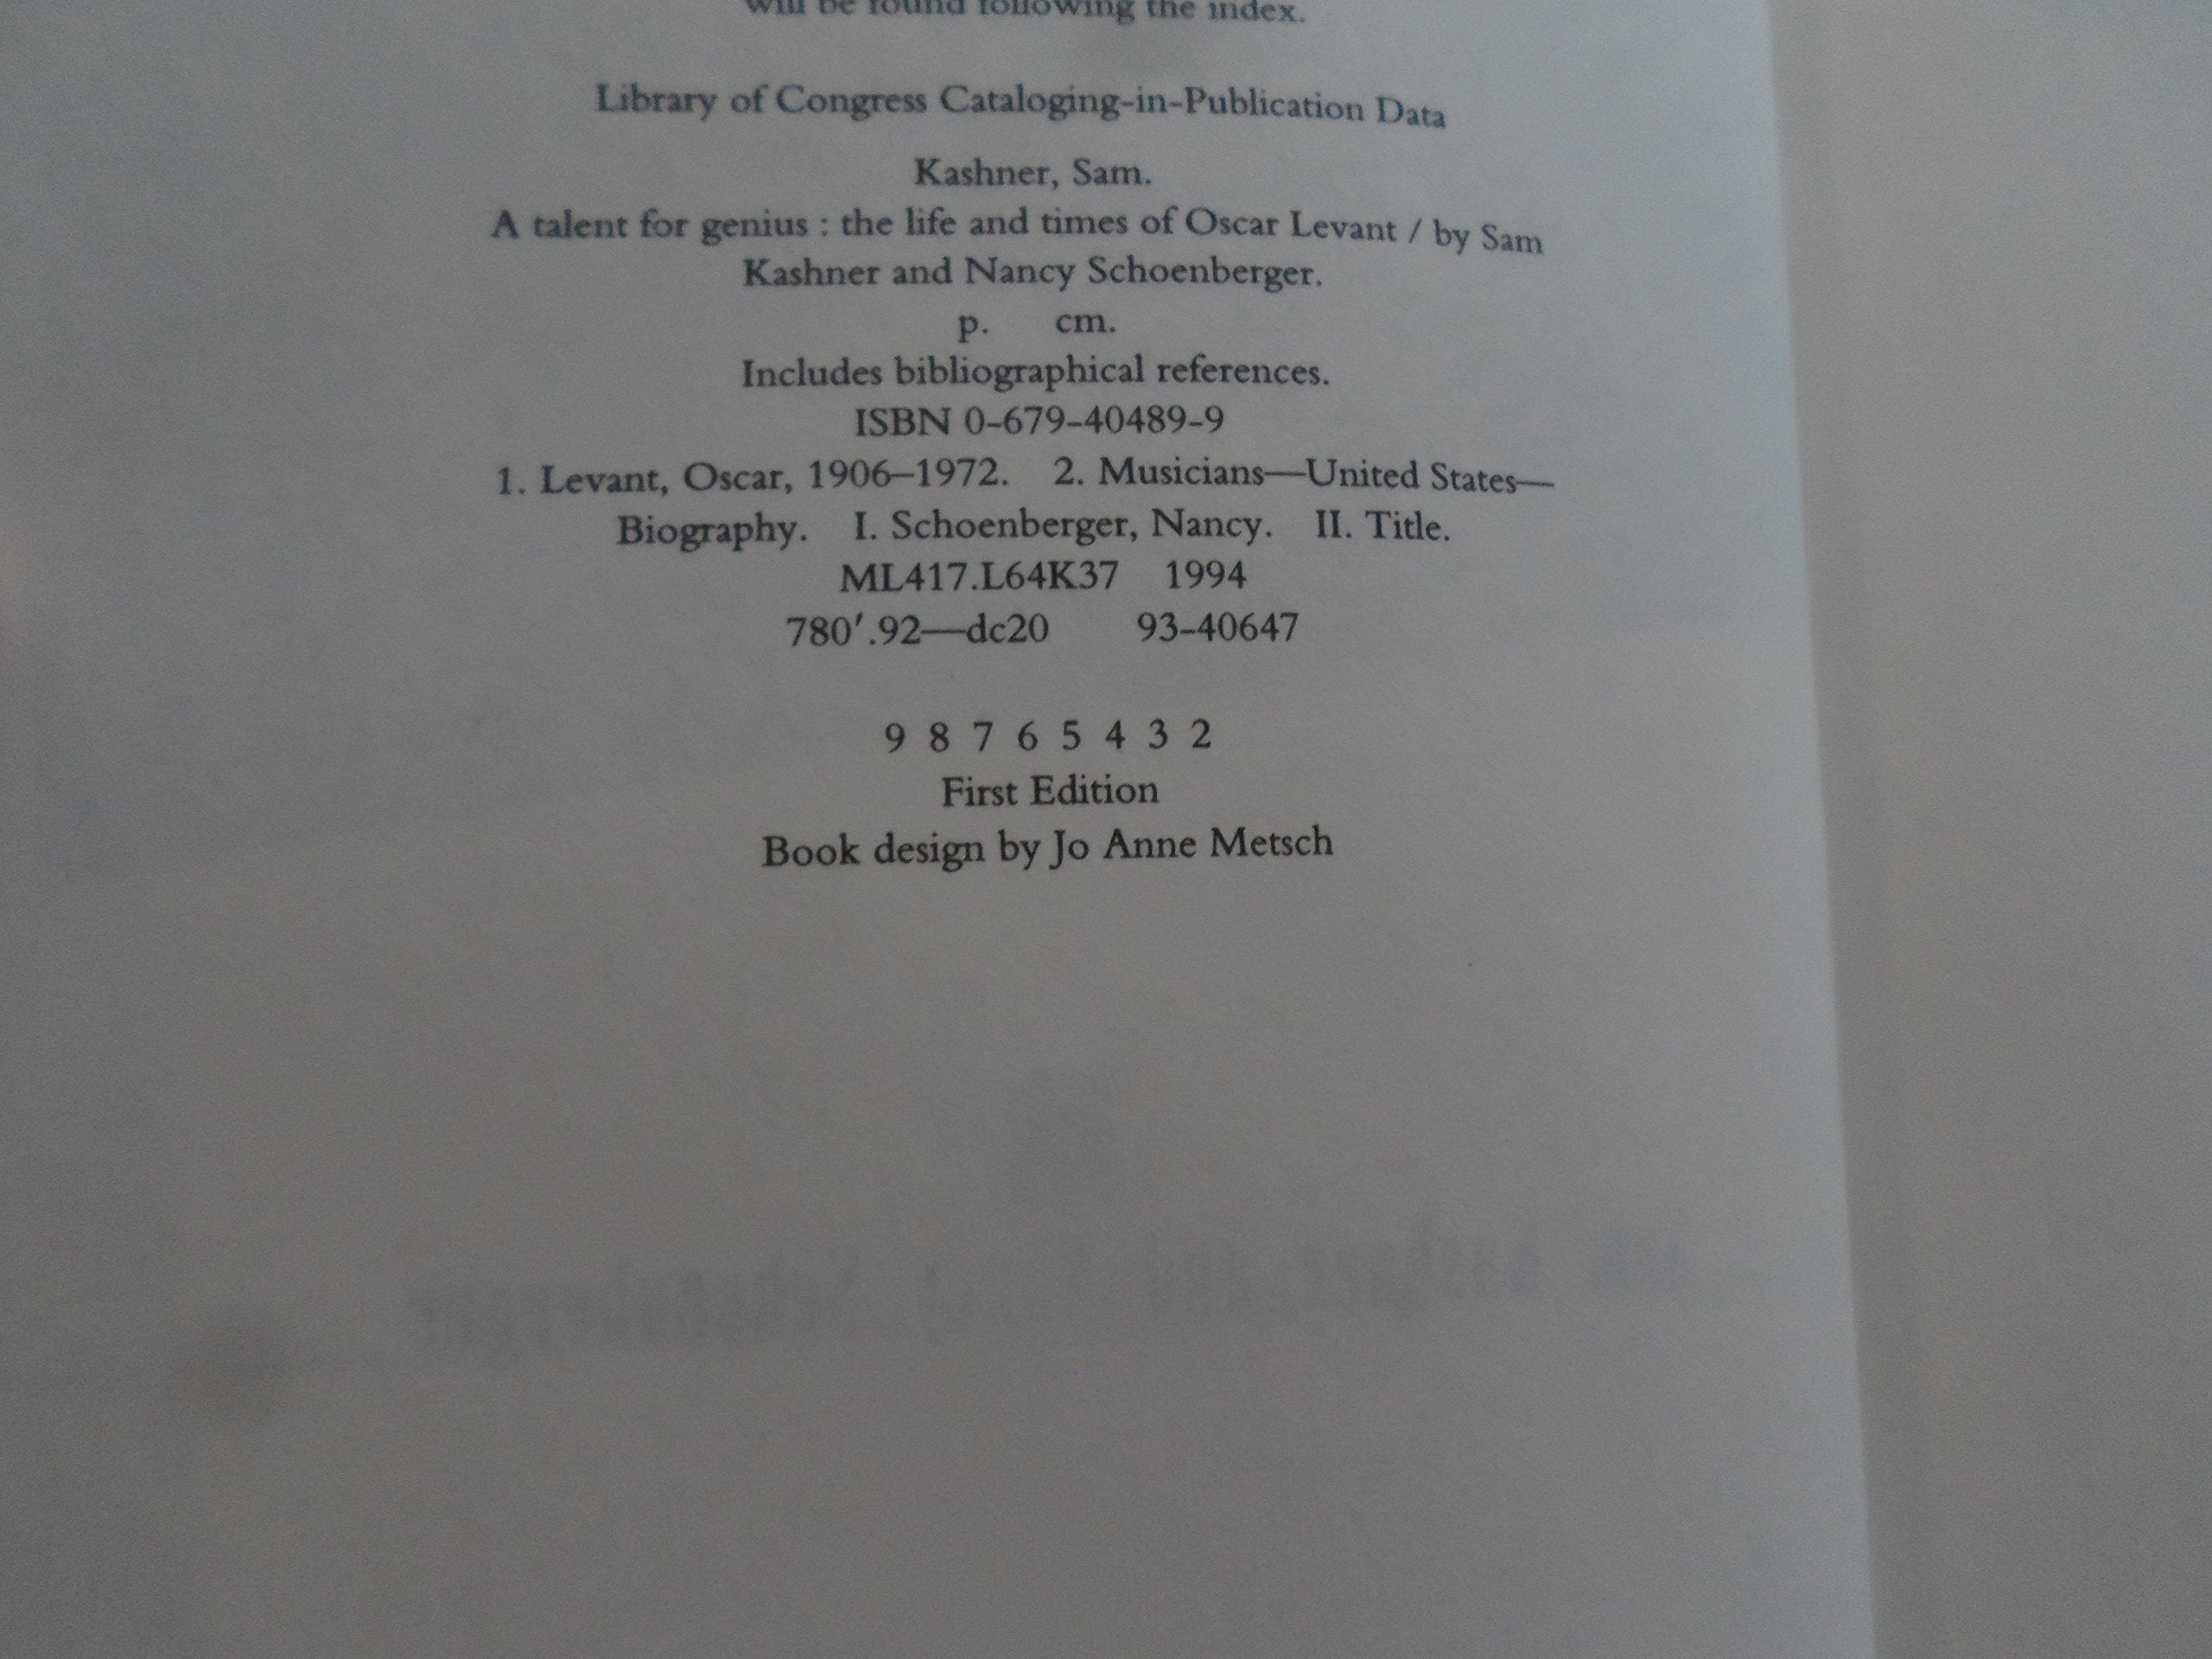 will be found following the index.
Library of Congress Cataloging-in-Publication Data
Kashner, Sam.
A talent for genius : the life and times of Oscar Levant / by Sam
Kashner and Nancy Schoenberger.
p. cm.
Includes bibliographical references.
ISBN 0-679-40489-9
1. Levant, Oscar, 1906–1972. 2. Musicians—United States—
Biography. I. Schoenberger, Nancy. II. Title.
ML417.L64K37 1994
780′.92—dc20 93-40647
9 8 7 6 5 4 3 2
First Edition
Book design by Jo Anne Metsch